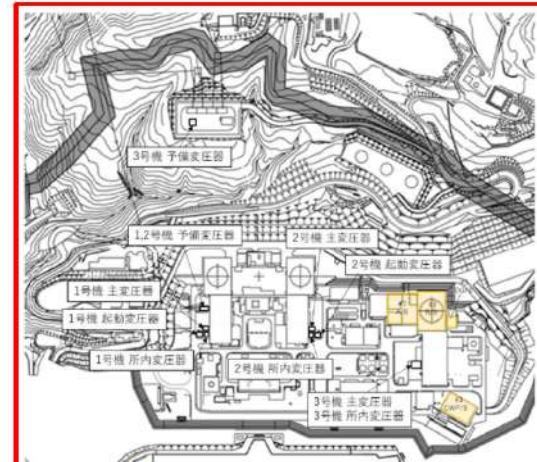 3号機 予備変圧器
1,2号機 予備変圧器
2号機 主変圧器
2号機 起動変圧器
1号機 主変圧器
1号機 起動変圧器
1号機 所内変圧器
2号機 所内変圧器
3号機 主変圧器
3号機 所内変圧器